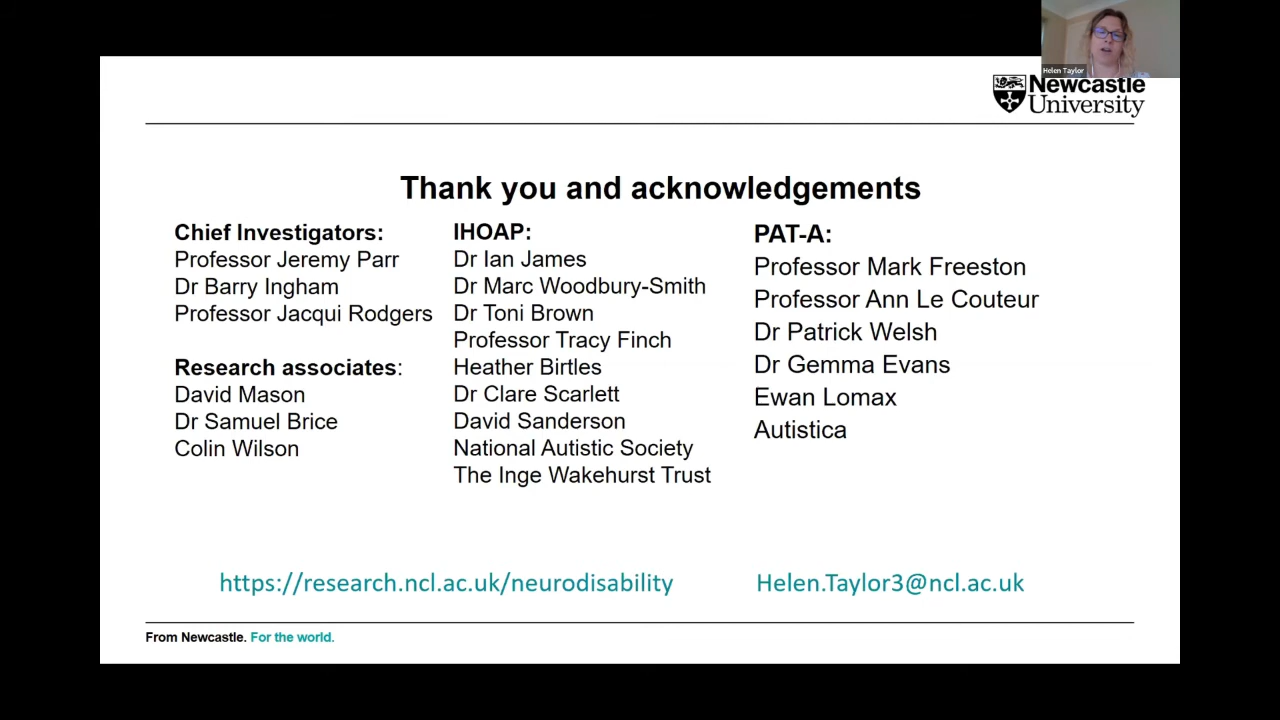 Helen Taylor
Newcastle
University
Thank you and acknowledgements
Chief Investigators:
Professor Jeremy Parr
Dr Barry Ingham
Professor Jacqui Rodgers
Research associates:
David Mason
Dr Samuel Brice
Colin Wilson
IHOAP:
Dr Ian James
Dr Marc Woodbury-Smith
Dr Toni Brown
Professor Tracy Finch
Heather Birtles
Dr Clare Scarlett
David Sanderson
National Autistic Society
The Inge Wakehurst Trust
PAT-A:
Professor Mark Freeston
Professor Ann Le Couteur
Dr Patrick Welsh
Dr Gemma Evans
Ewan Lomax
Autistica
https://research.ncl.ac.uk/neurodisability
Helen.Taylor3@ncl.ac.uk
From Newcastle. For the world.